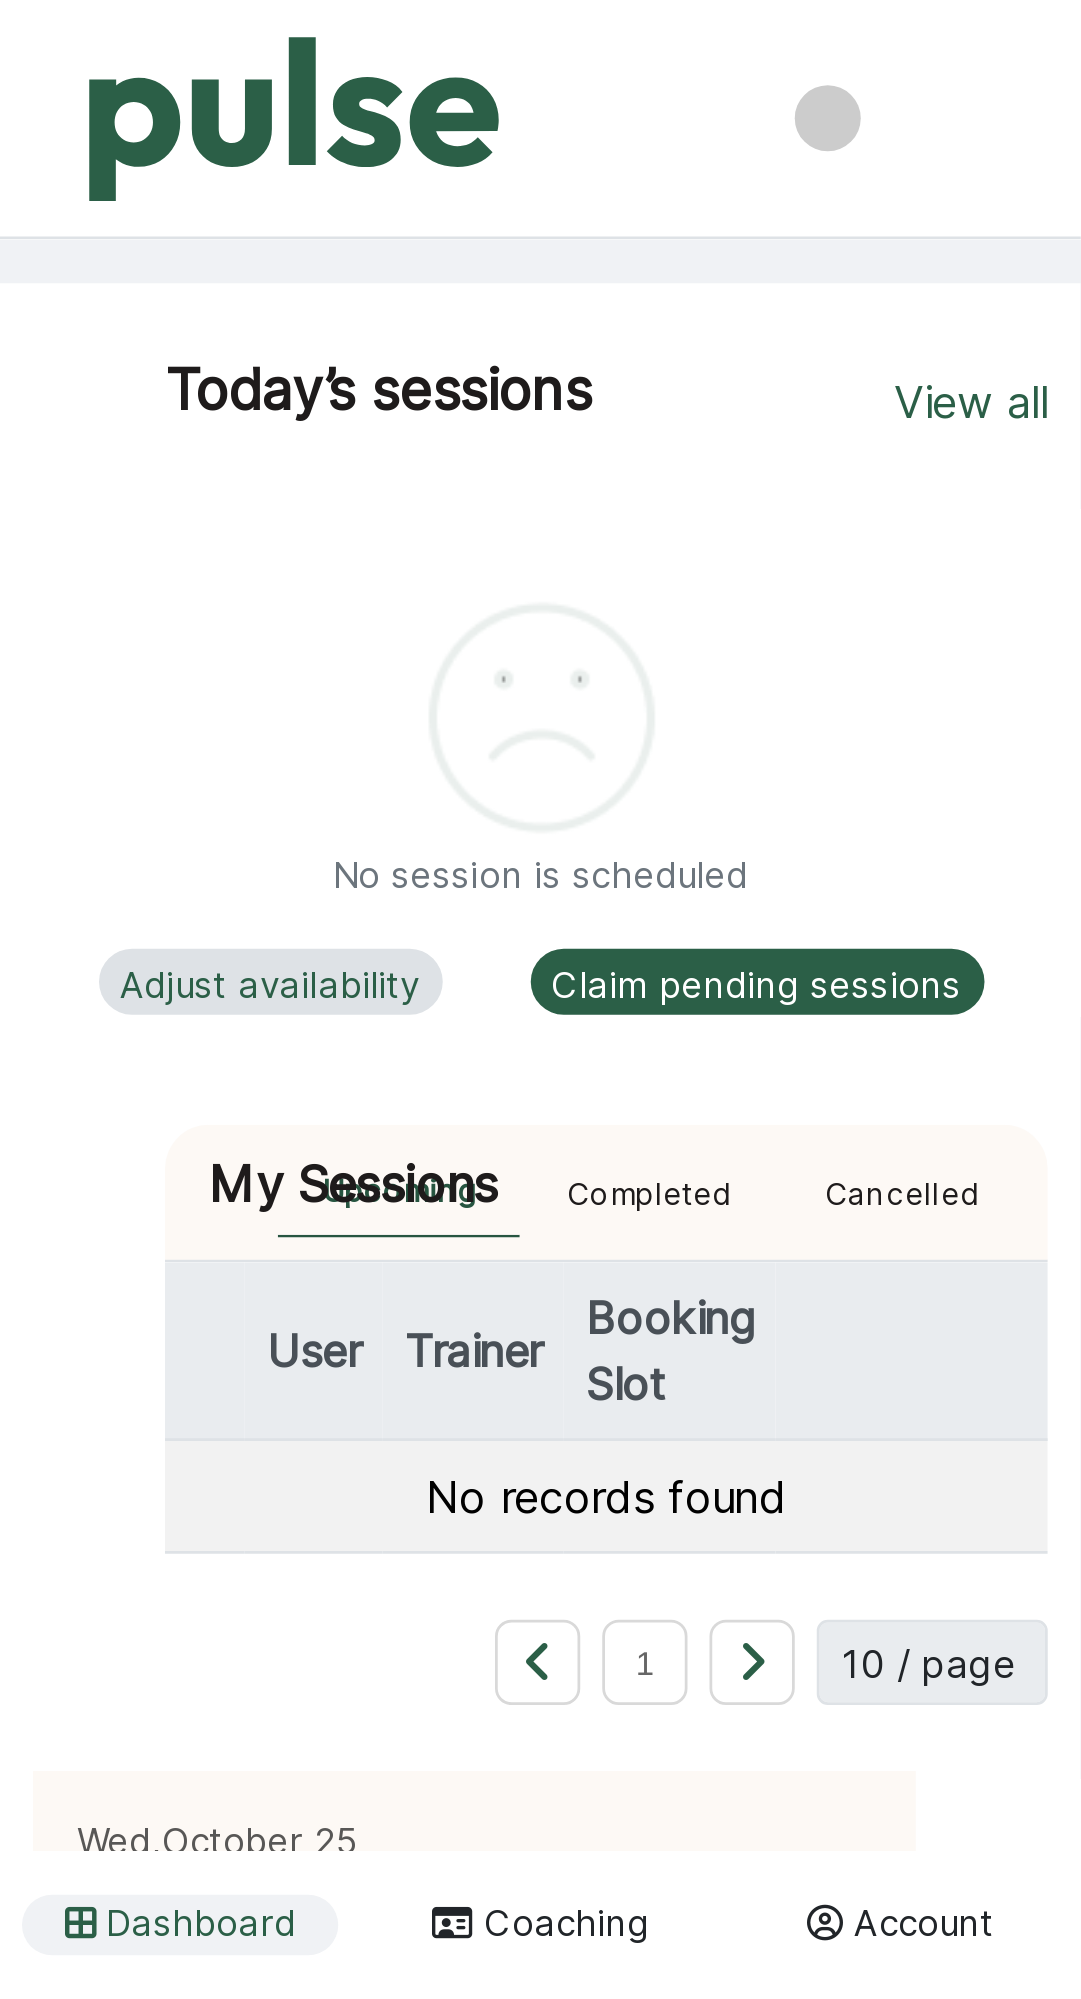 pulse
Today’s sessions
View all
No session is scheduled
Adjust availability
Claim pending sessions
My Sessions
Upcoming
Completed
Cancelled
User
Trainer
Booking
Slot
No records found
1
10 / page
Wed,October 25
Dashboard
Coaching
Account